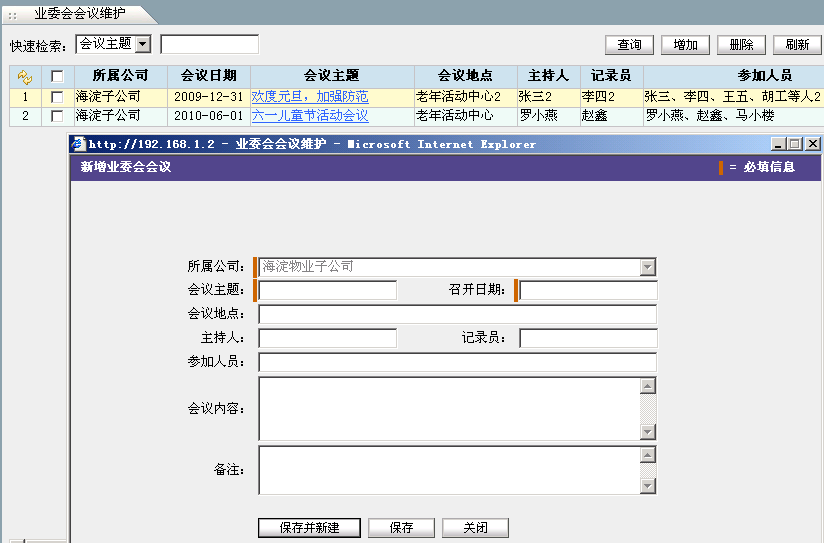 业委会会议维护
快速检索： 会议主题 查询 增加 删除 刷新
所属公司 会议日期 会议主题 会议地点 主持人 记录员 参加人员
1 海淀子公司 2009-12-31 欢度元旦，加强防范 老年活动中心2 张三2 李四2 张三、李四、王五、胡工等人2
2 海淀子公司 2010-06-01 六一儿童节活动会议 老年活动中心 罗小燕 赵鑫 罗小燕、赵鑫、马小楼
http://192.168.1.2 - 业委会会议维护 - Microsoft Internet Explorer
新增业委会会议 = 必填信息
所属公司： 海淀物业子公司
会议主题： 召开日期：
会议地点：
主持人： 记录员：
参加人员：
会议内容：
备注：
保存并新建 保存 关闭